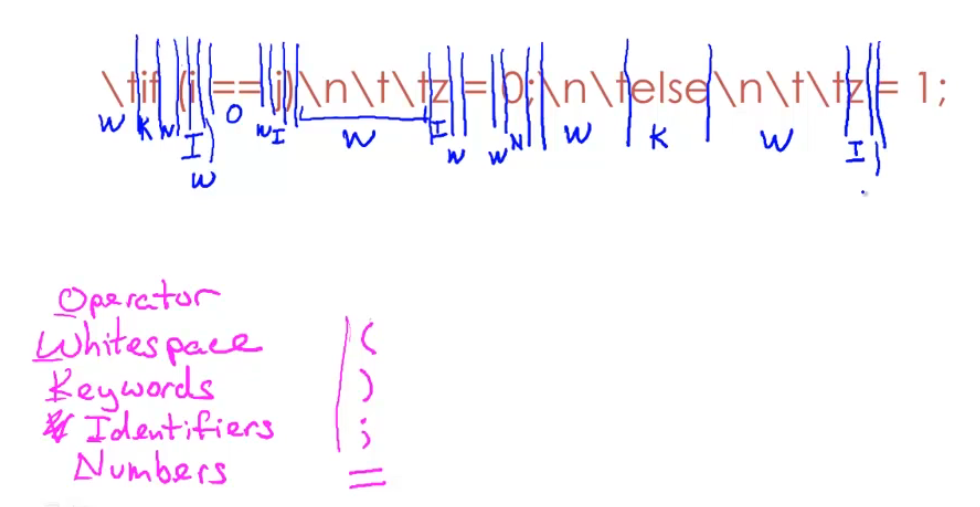 \tif (i == j)\n\t\tz = 0;\n\telse\n\t\tz = 1;
W K W I W O W I W I W W N W K W I
Operator
Whitespace (
Keywords )
Identifiers ;
Numbers =